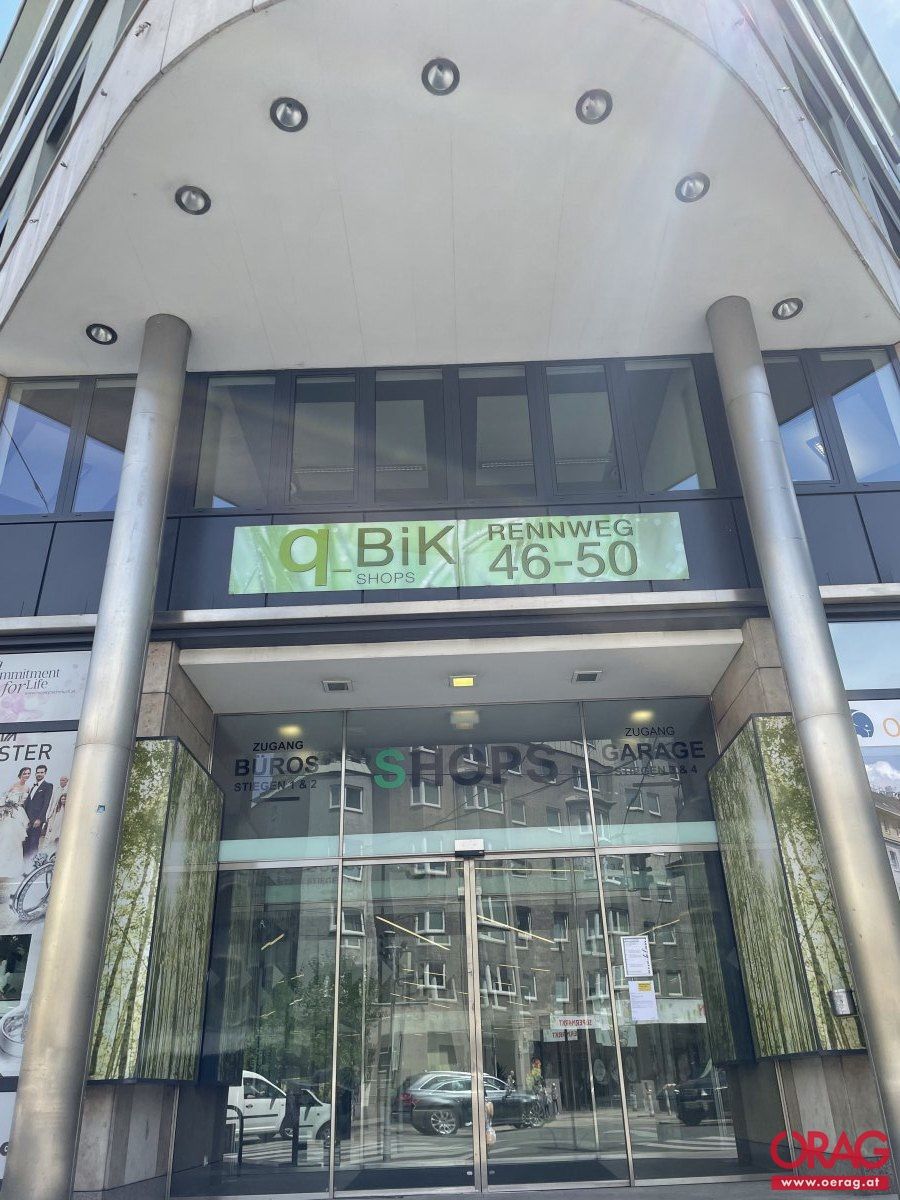 q_BiK
SHOPS
RENNWEG
46-50
mmitment
for Life
STER
ZUGANG
BÜROS
STIEGEN 1 & 2
SHOPS
ZUGANG
GARAGE
STIEGEN 3 & 4
ORAG
www.oerag.at